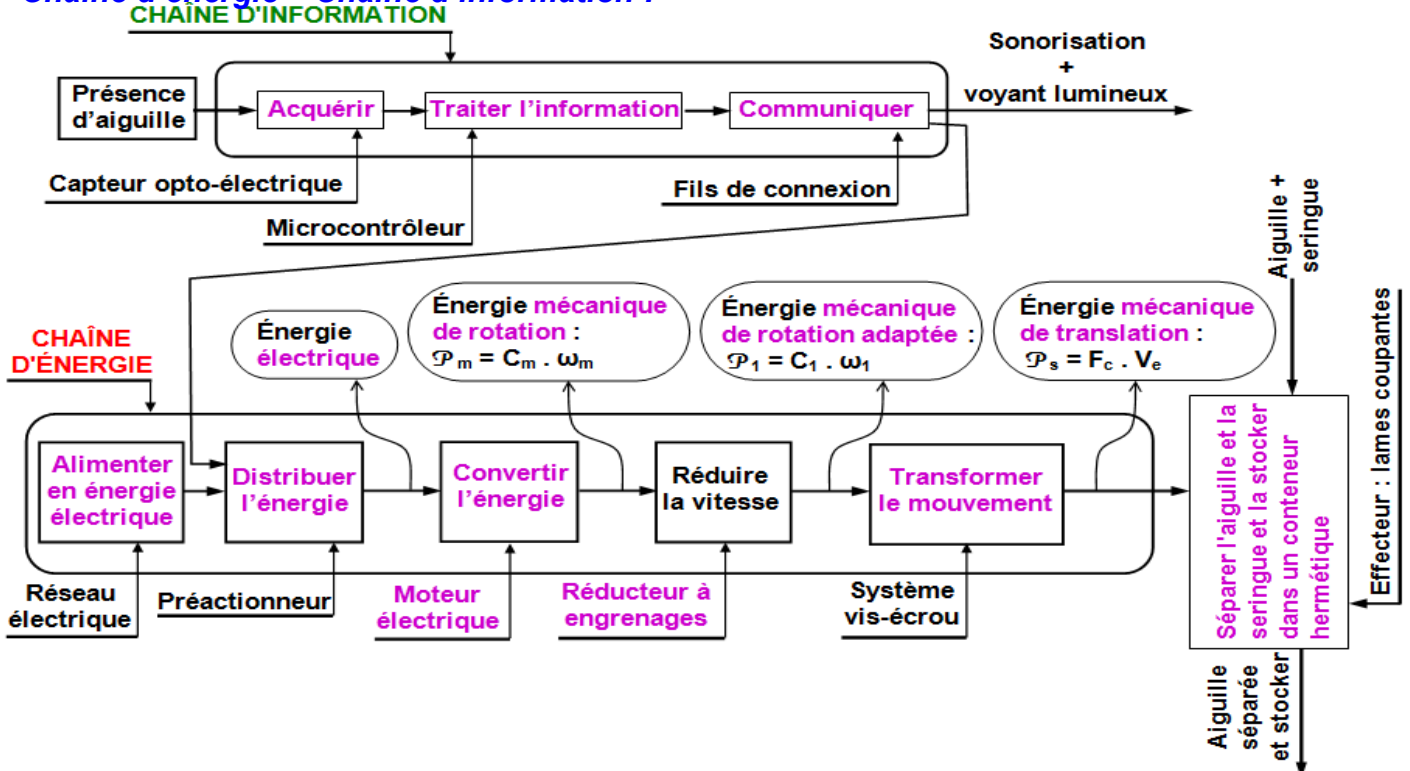 Chaîne d'énergie – Chaîne d'information :
CHAÎNE D'INFORMATION
Sonorisation
+
voyant lumineux
Présence
d'aiguille
Acquérir
Traiter l'information
Communiquer
Capteur opto-électrique
Fils de connexion
Microcontrôleur
Aiguille +
seringue
CHAÎNE
D'ÉNERGIE
Énergie
électrique
Énergie mécanique
de rotation :
𝒫m = Cm . ωm
Énergie mécanique
de rotation adaptée :
𝒫1 = C1 . ω1
Énergie mécanique
de translation :
𝒫s = Fc . Ve
Effecteur : lames coupantes
Alimenter
en énergie
électrique
Distribuer
l'énergie
Convertir
l'énergie
Réduire
la vitesse
Transformer
le mouvement
Séparer l'aiguille et la
seringue et la stocker
dans un conteneur
hermétique
Réseau
électrique
Préactionneur
Moteur
électrique
Réducteur à
engrenages
Système
vis-écrou
Aiguille
séparée
et stocker